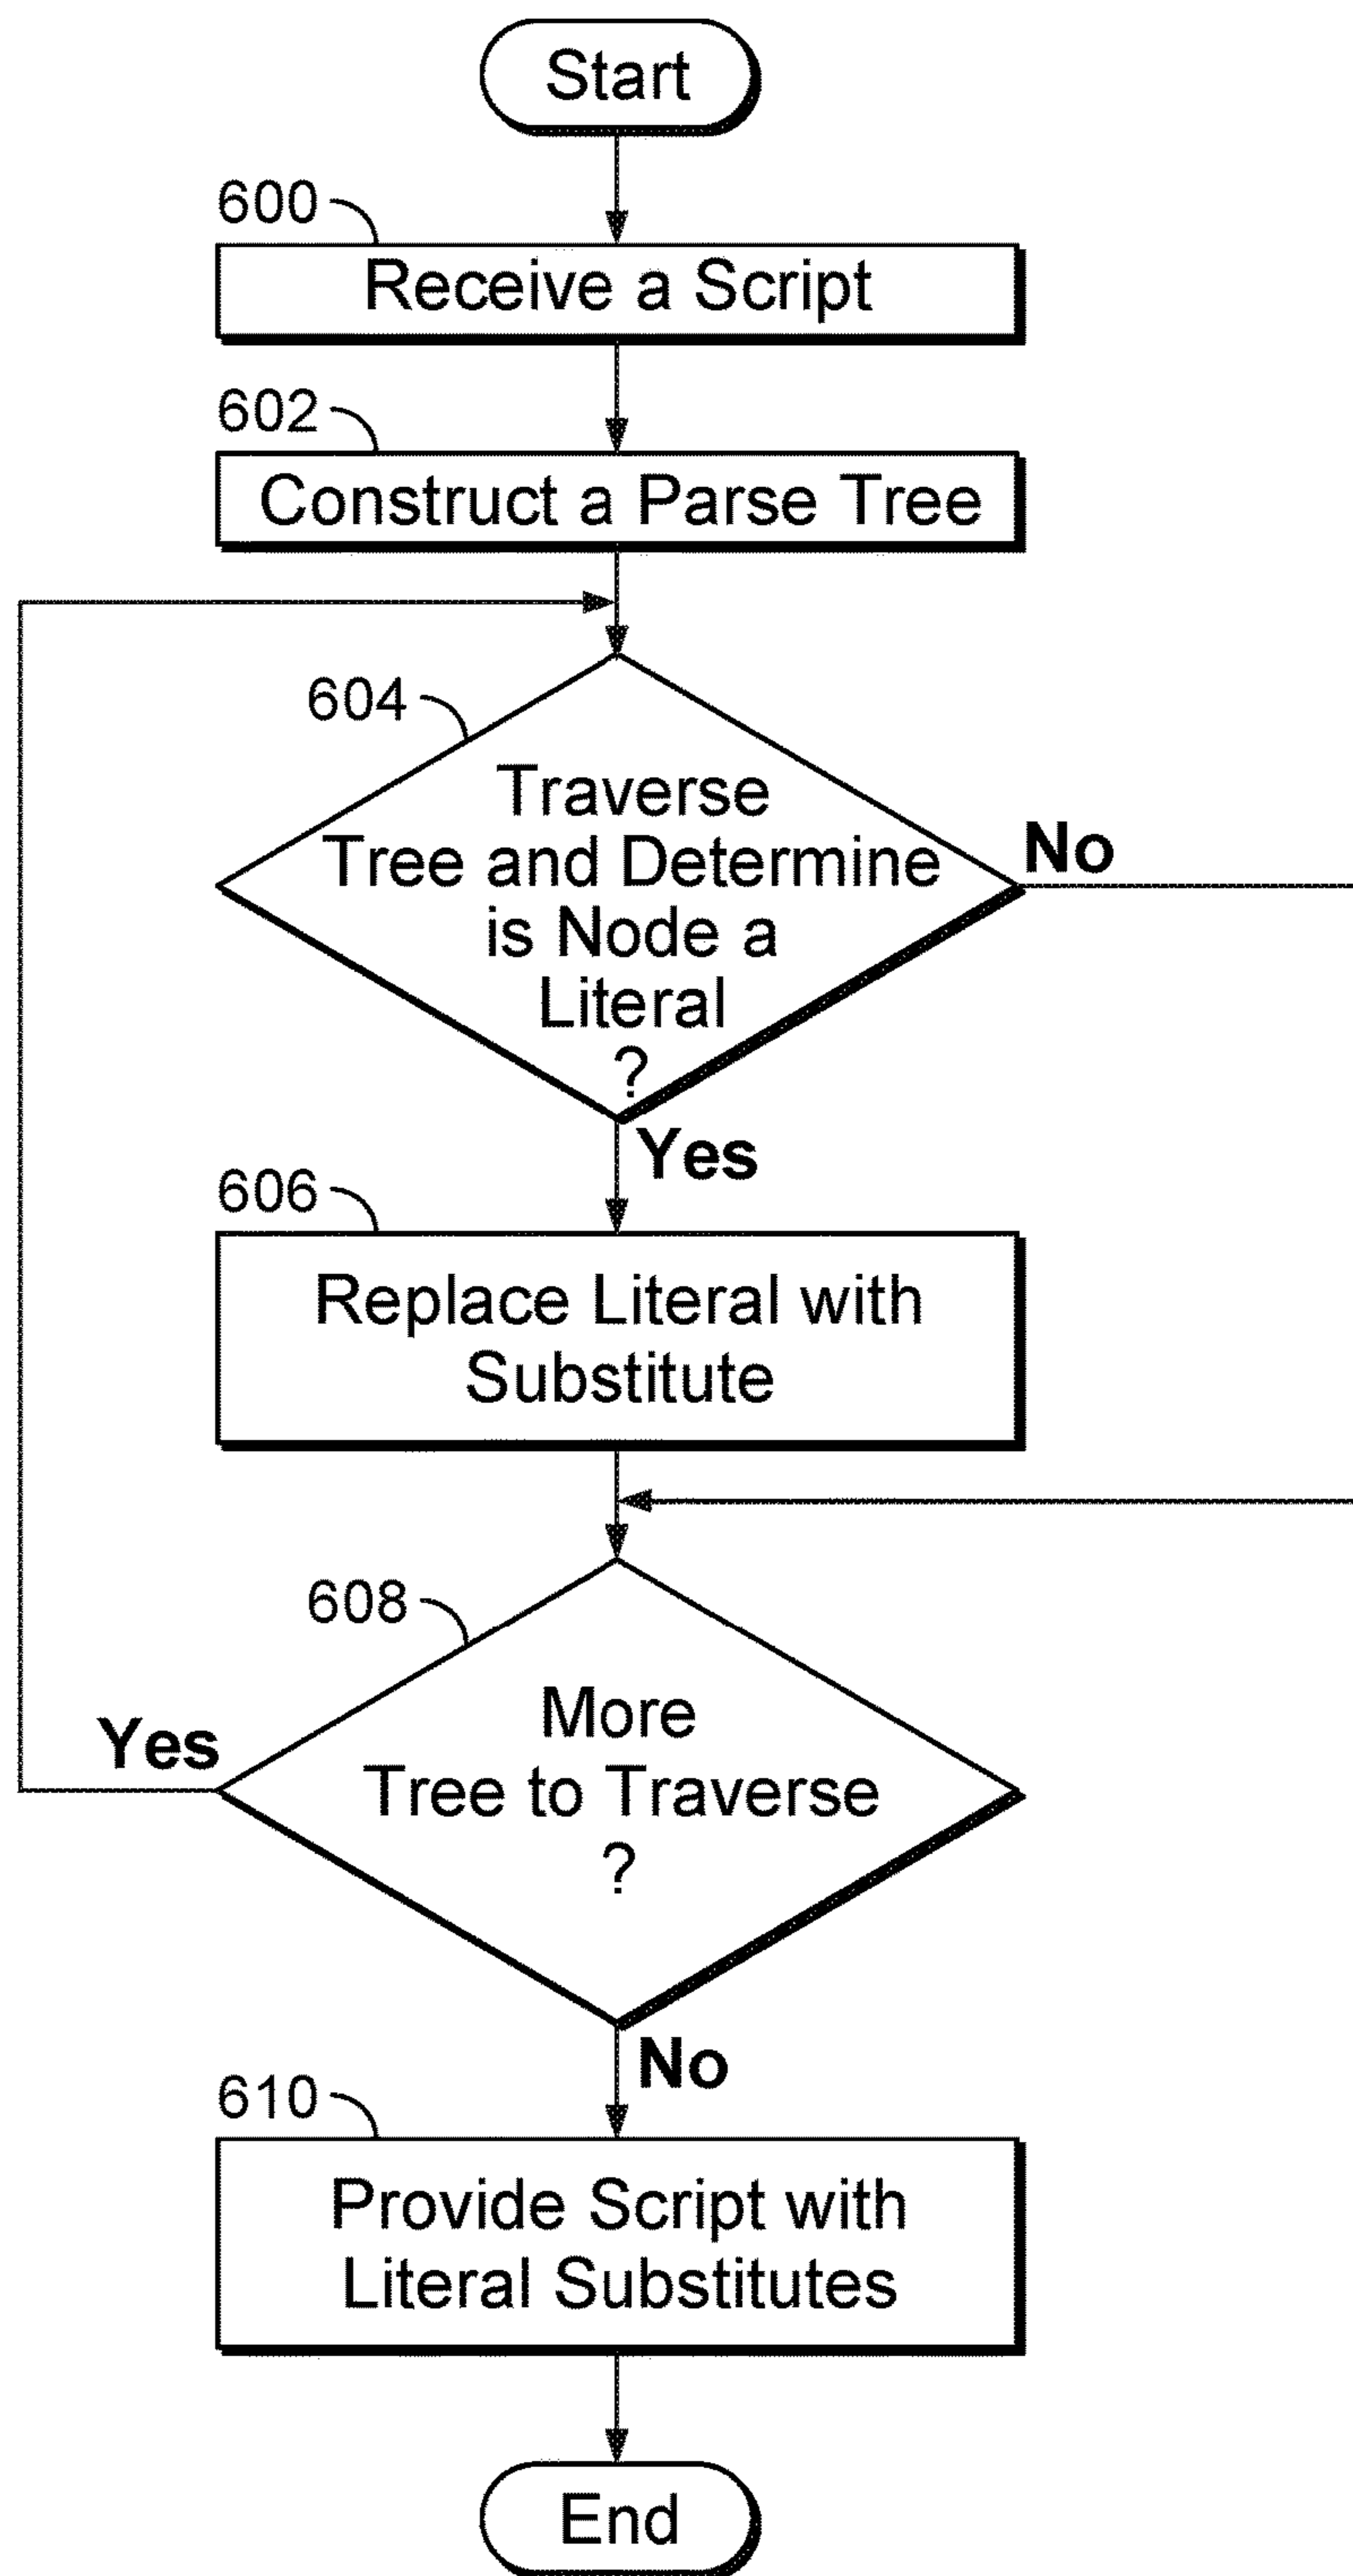 Start
600
Receive a Script
602
Construct a Parse Tree
604
Traverse
Tree and Determine
is Node a
Literal
?
No
Yes
606
Replace Literal with
Substitute
608
More
Tree to Traverse
?
Yes
No
610
Provide Script with
Literal Substitutes
End